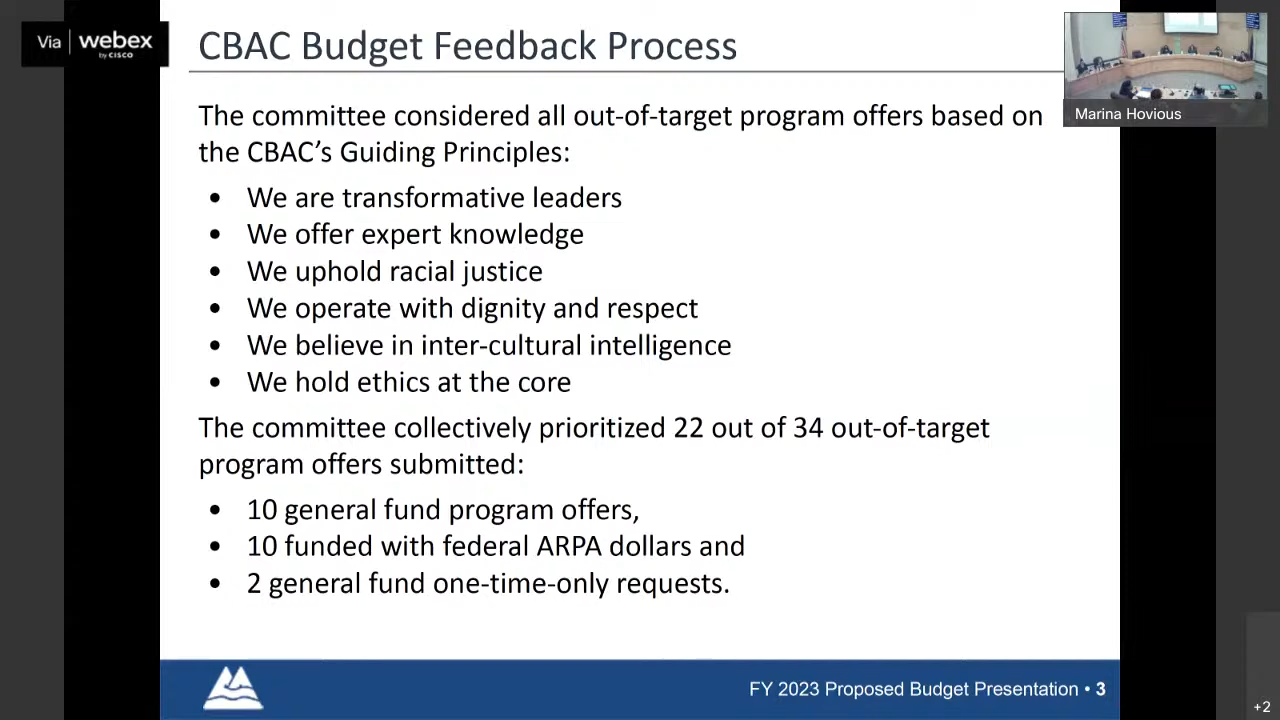 Via webex
by CISCO
CBAC Budget Feedback Process
Marina Hovious
The committee considered all out-of-target program offers based on
the CBAC’s Guiding Principles:
• We are transformative leaders
• We offer expert knowledge
• We uphold racial justice
• We operate with dignity and respect
• We believe in inter-cultural intelligence
• We hold ethics at the core
The committee collectively prioritized 22 out of 34 out-of-target
program offers submitted:
• 10 general fund program offers,
• 10 funded with federal ARPA dollars and
• 2 general fund one-time-only requests.
FY 2023 Proposed Budget Presentation • 3
+2